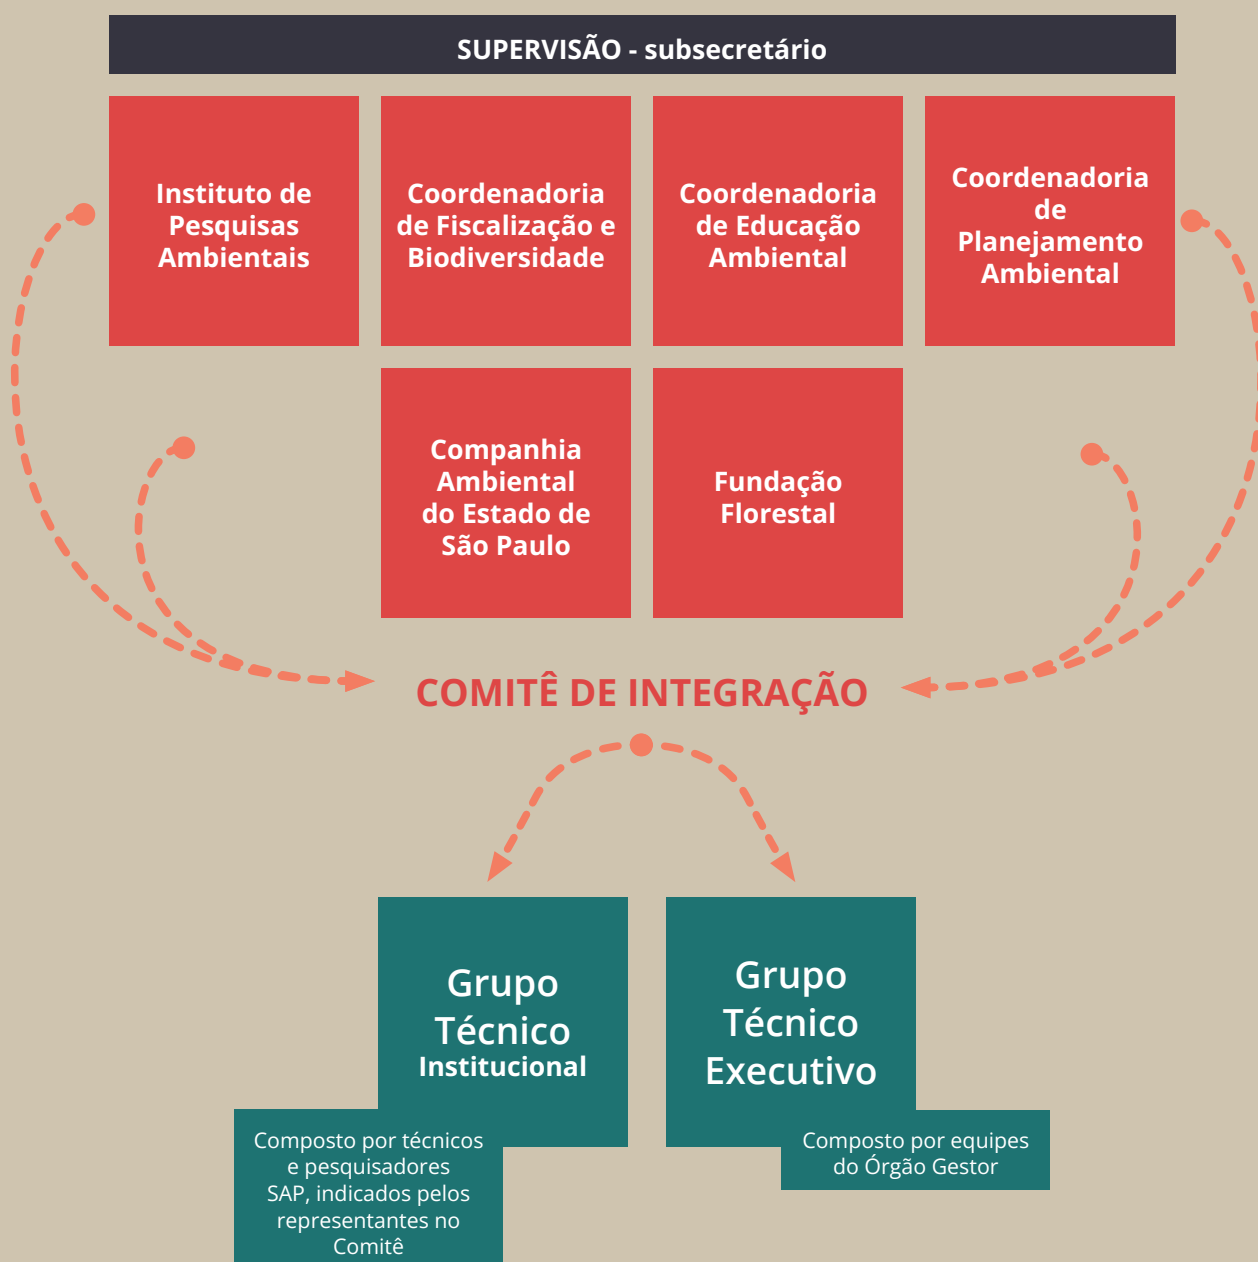 SUPERVISÃO - subsecretário
Instituto de
Pesquisas
Ambientais
Coordenadoria
de Fiscalização e
Biodiversidade
Coordenadoria
de Educação
Ambiental
Coordenadoria
de
Planejamento
Ambiental
Companhia
Ambiental
do Estado de
São Paulo
Fundação
Florestal
COMITÊ DE INTEGRAÇÃO
Grupo
Técnico
Institucional
Composto por técnicos
e pesquisadores
SAP, indicados pelos
representantes no
Comitê
Grupo
Técnico
Executivo
Composto por equipes
do Órgão Gestor